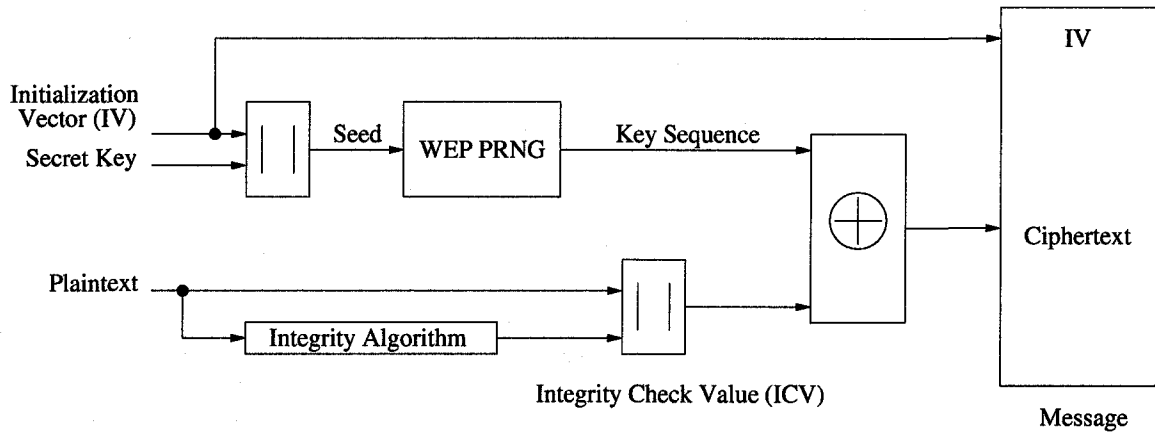 IV
Initialization
Vector (IV)
Seed
WEP PRNG
Key Sequence
Secret Key
Ciphertext
Plaintext
Integrity Algorithm
Integrity Check Value (ICV)
Message